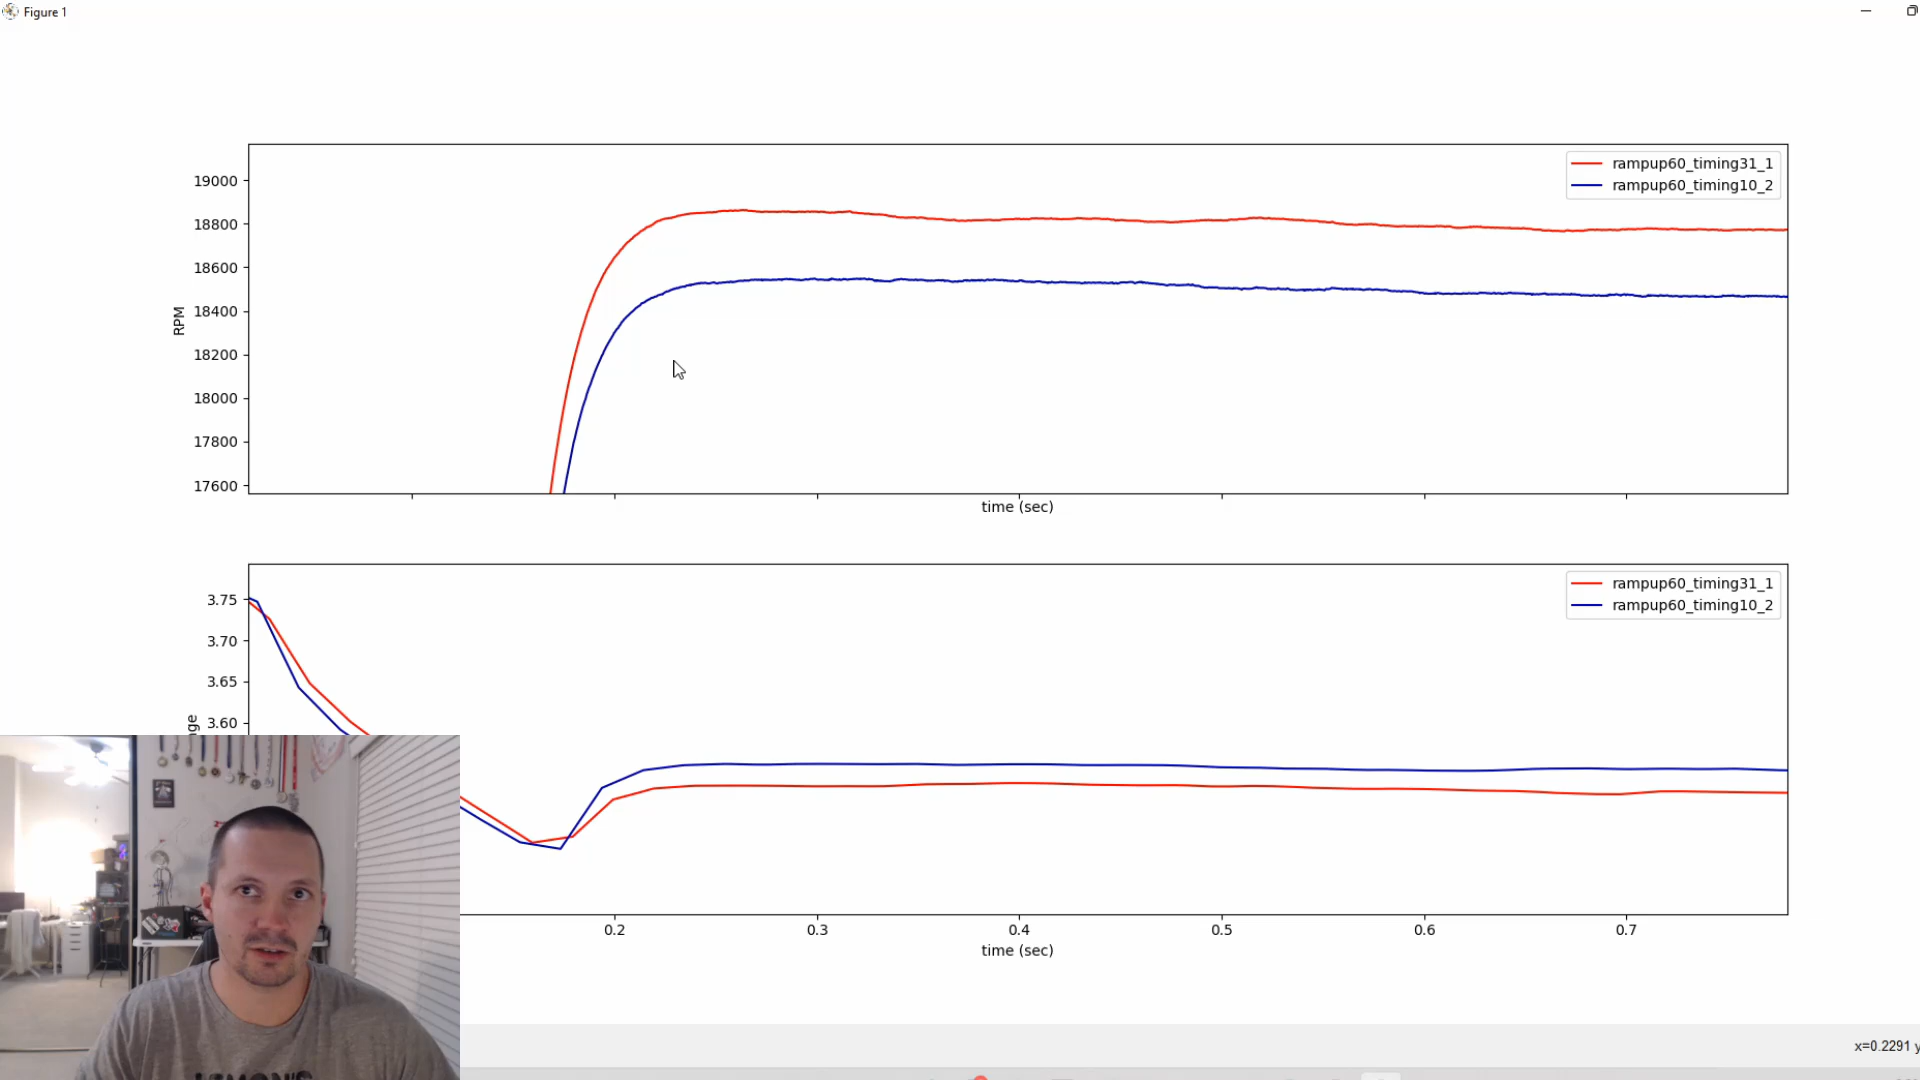 Figure 1
19000
18800
18600
18400
18200
18000
17800
17600
RPM
rampup60_timing31_1
rampup60_timing10_2
time (sec)
3.75
3.70
3.65
3.60
rampup60_timing31_1
rampup60_timing10_2
0.2
0.3
0.4
0.5
0.6
0.7
time (sec)
x=0.2291 y